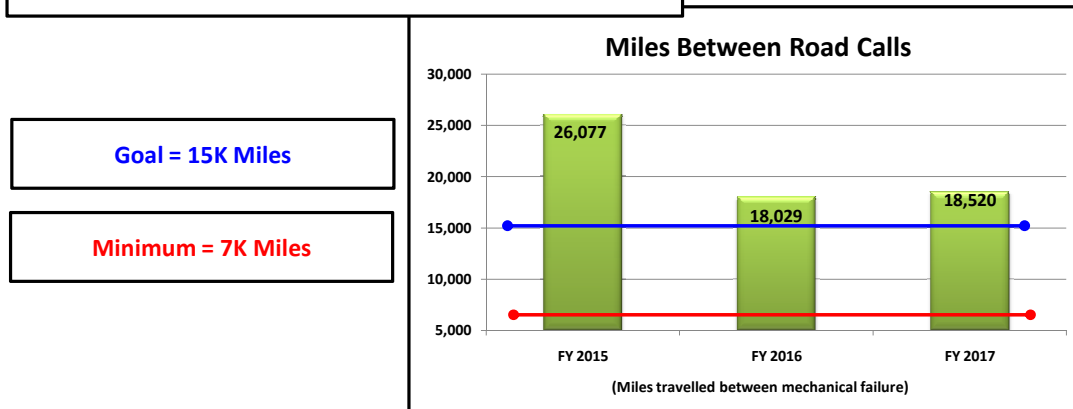 Goal = 15K Miles
Minimum = 7K Miles
Miles Between Road Calls
30,000
25,000
20,000
15,000
10,000
5,000
26,077
18,029
18,520
FY 2015 FY 2016 FY 2017
(Miles travelled between mechanical failure)